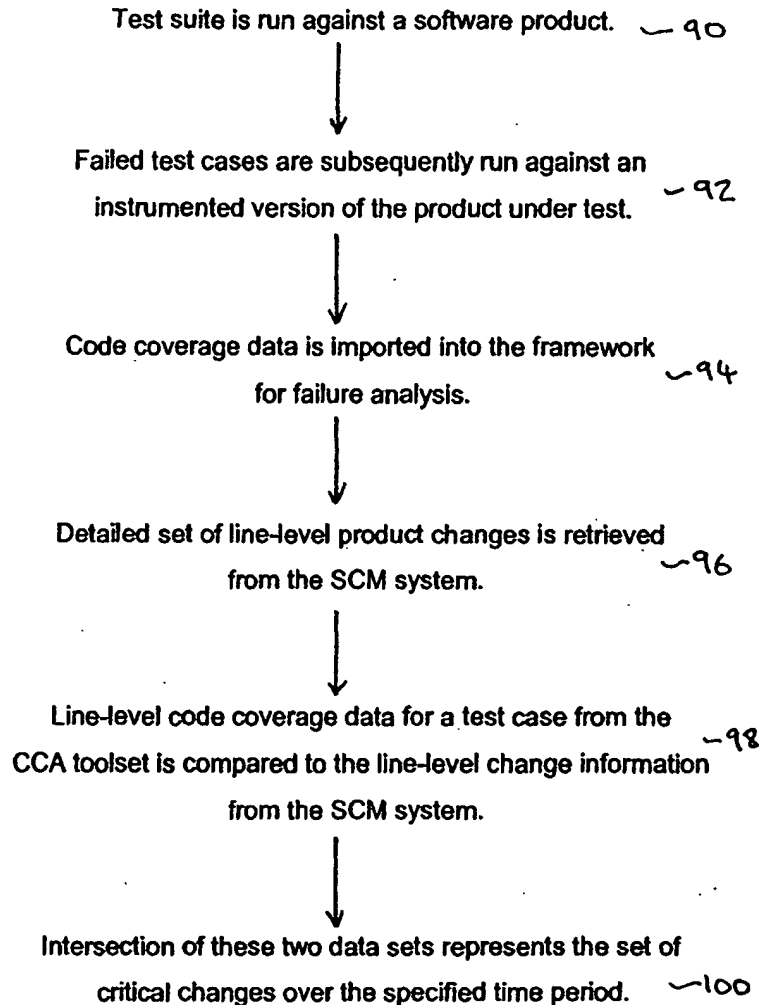 Test suite is run against a software product. 90
Failed test cases are subsequently run against an
instrumented version of the product under test. 92
Code coverage data is imported into the framework
for failure analysis. 94
Detailed set of line-level product changes is retrieved
from the SCM system. 96
Line-level code coverage data for a test case from the
CCA toolset is compared to the line-level change information 98
from the SCM system.
Intersection of these two data sets represents the set of
critical changes over the specified time period. 100